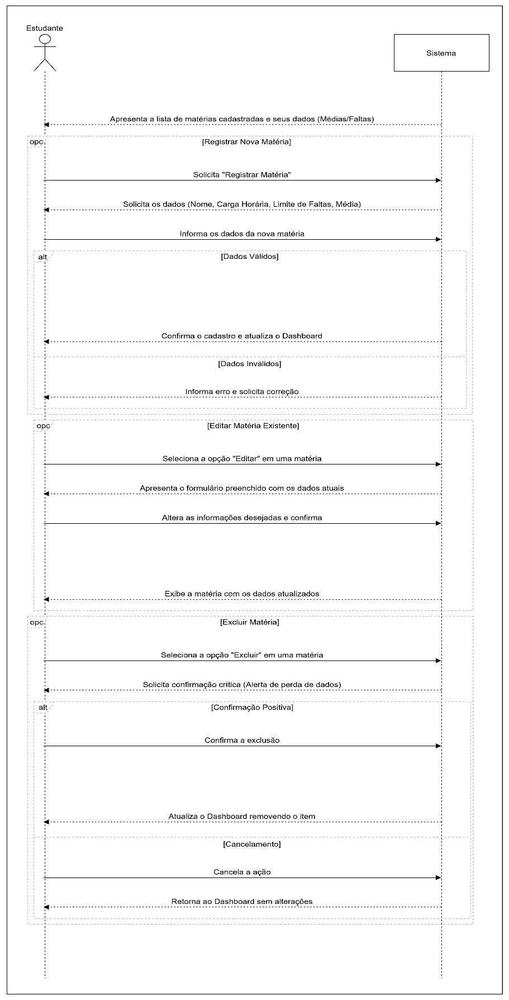 Estudante
Sistema
Apresenta a lista de matérias cadastradas e seus dados (Médias/Faltas)
opc
[Registrar Nova Matéria]
Solicita "Registrar Matéria"
Solicita os dados (Nome, Carga Horária, Limite de Faltas, Média)
Informa os dados da nova matéria
alt
[Dados Válidos]
Confirma o cadastro e atualiza o Dashboard
[Dados Inválidos]
Informa erro e solicita correção
opc
[Editar Matéria Existente]
Seleciona a opção "Editar" em uma matéria
Apresenta o formulário preenchido com os dados atuais
Altera as informações desejadas e confirma
Exibe a matéria com os dados atualizados
opc
[Excluir Matéria]
Seleciona a opção "Excluir" em uma matéria
Solicita confirmação crítica (Alerta de perda de dados)
alt
[Confirmação Positiva]
Confirma a exclusão
Atualiza o Dashboard removendo o item
[Cancelamento]
Cancela a ação
Retorna ao Dashboard sem alterações